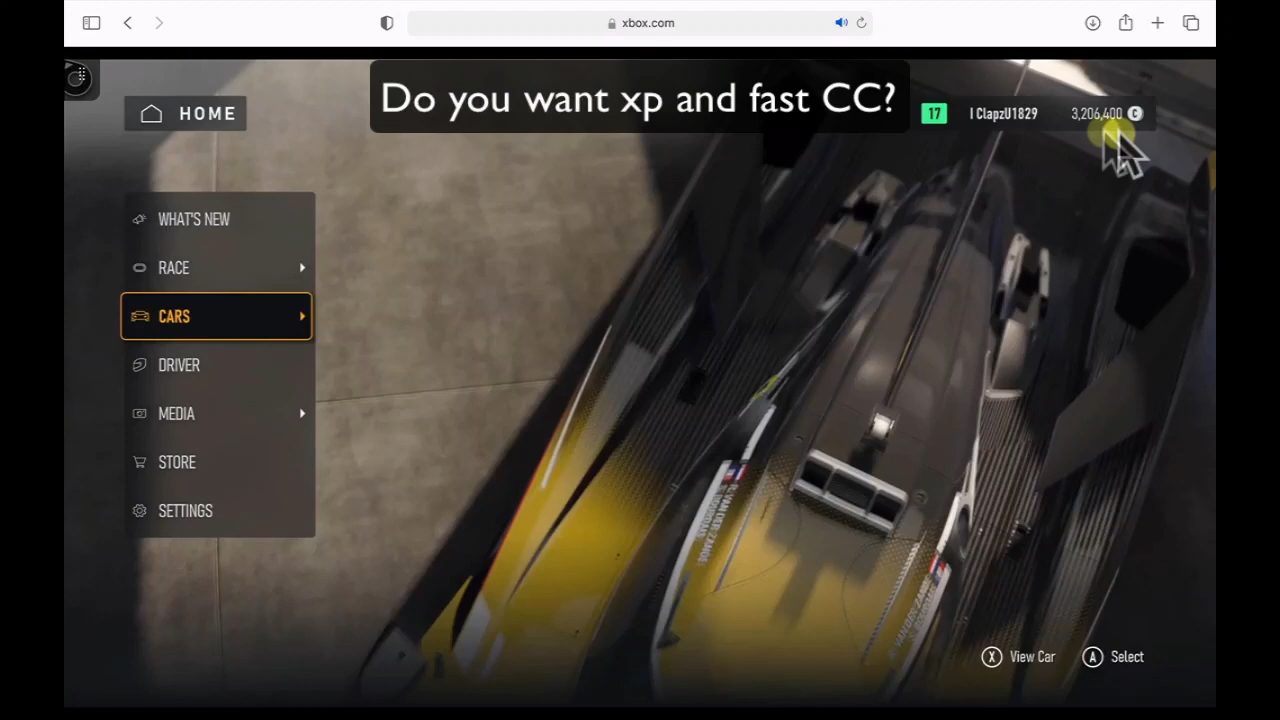 xbox.com
Do you want xp and fast CC?
HOME
17 I ClapzU1829 3,206,400 C
WHAT'S NEW
RACE
CARS
DRIVER
MEDIA
STORE
SETTINGS
X View Car A Select